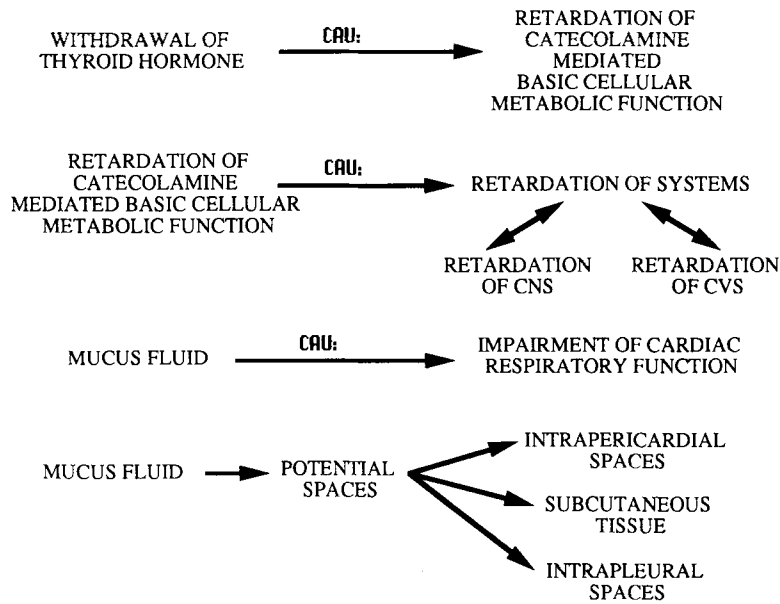 WITHDRAWAL OF
THYROID HORMONE
CAU:
RETARDATION OF
CATECOLAMINE
MEDIATED
BASIC CELLULAR
METABOLIC FUNCTION
RETARDATION OF
CATECOLAMINE
MEDIATED BASIC CELLULAR
METABOLIC FUNCTION
CAU:
RETARDATION OF SYSTEMS
RETARDATION
OF CNS
RETARDATION
OF CVS
MUCUS FLUID
CAU:
IMPAIRMENT OF CARDIAC
RESPIRATORY FUNCTION
MUCUS FLUID
POTENTIAL
SPACES
INTRAPERICARDIAL
SPACES
SUBCUTANEOUS
TISSUE
INTRAPLEURAL
SPACES